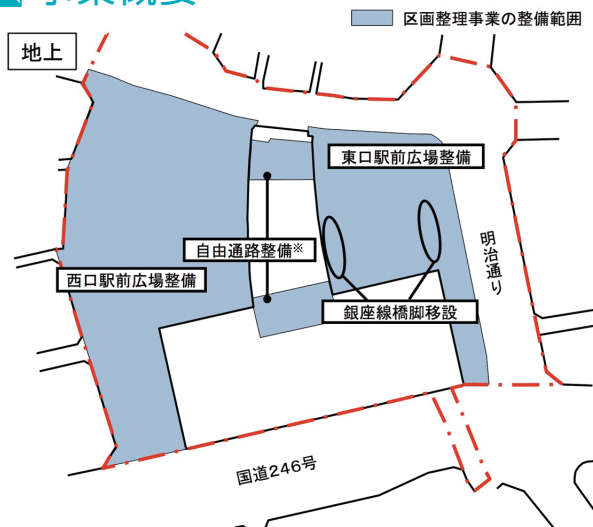 事業概要
区画整理事業の整備範囲
地上
東口駅前広場整備
自由通路整備※
明治通り
西口駅前広場整備
銀座線橋脚移設
国道246号